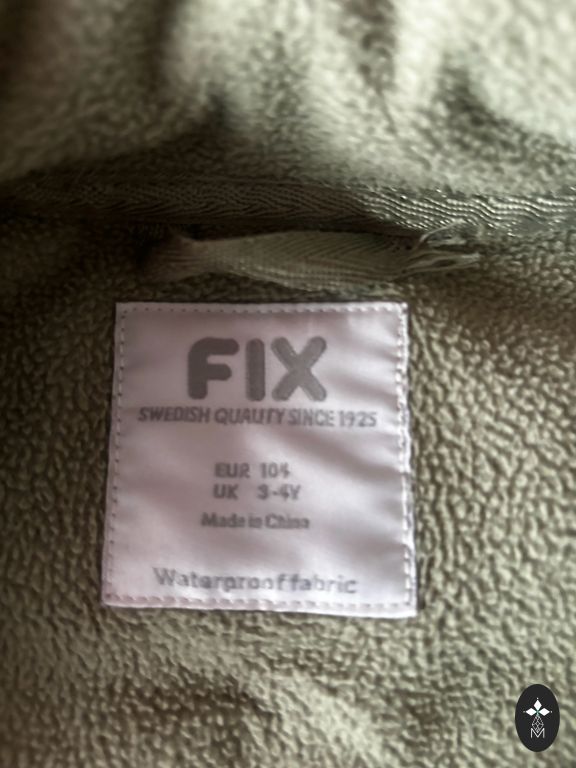 FIX
SWEDISH QUALITY SINCE 1925
EUR 104
UK 3-4Y
Made in China
Waterproof fabric
M